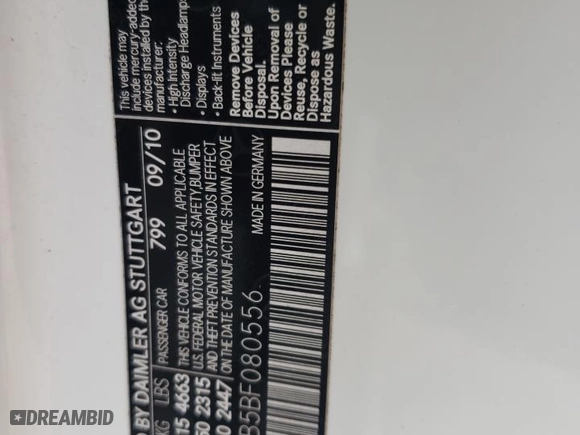 D BY DAIMLER AG STUTTGART
799 09/10
KG LBS PASSENGER CAR
15 4663 THIS VEHICLE CONFORMS TO ALL APPLICABLE
50 2315 U.S. FEDERAL MOTOR VEHICLE SAFETY, BUMPER
0 2447 AND THEFT PREVENTION STANDARDS IN EFFECT
ON THE DATE OF MANUFACTURE SHOWN ABOVE
B5BF080556
MADE IN GERMANY
This vehicle may
include mercury-added
devices installed by the
manufacturer:
• High Intensity
Discharge Headlamp
• Displays
• Back-lit Instruments
Remove Devices
Before Vehicle
Disposal.
Upon Removal of
Devices Please
Reuse, Recycle or
Dispose as
Hazardous Waste.
DREAMBID